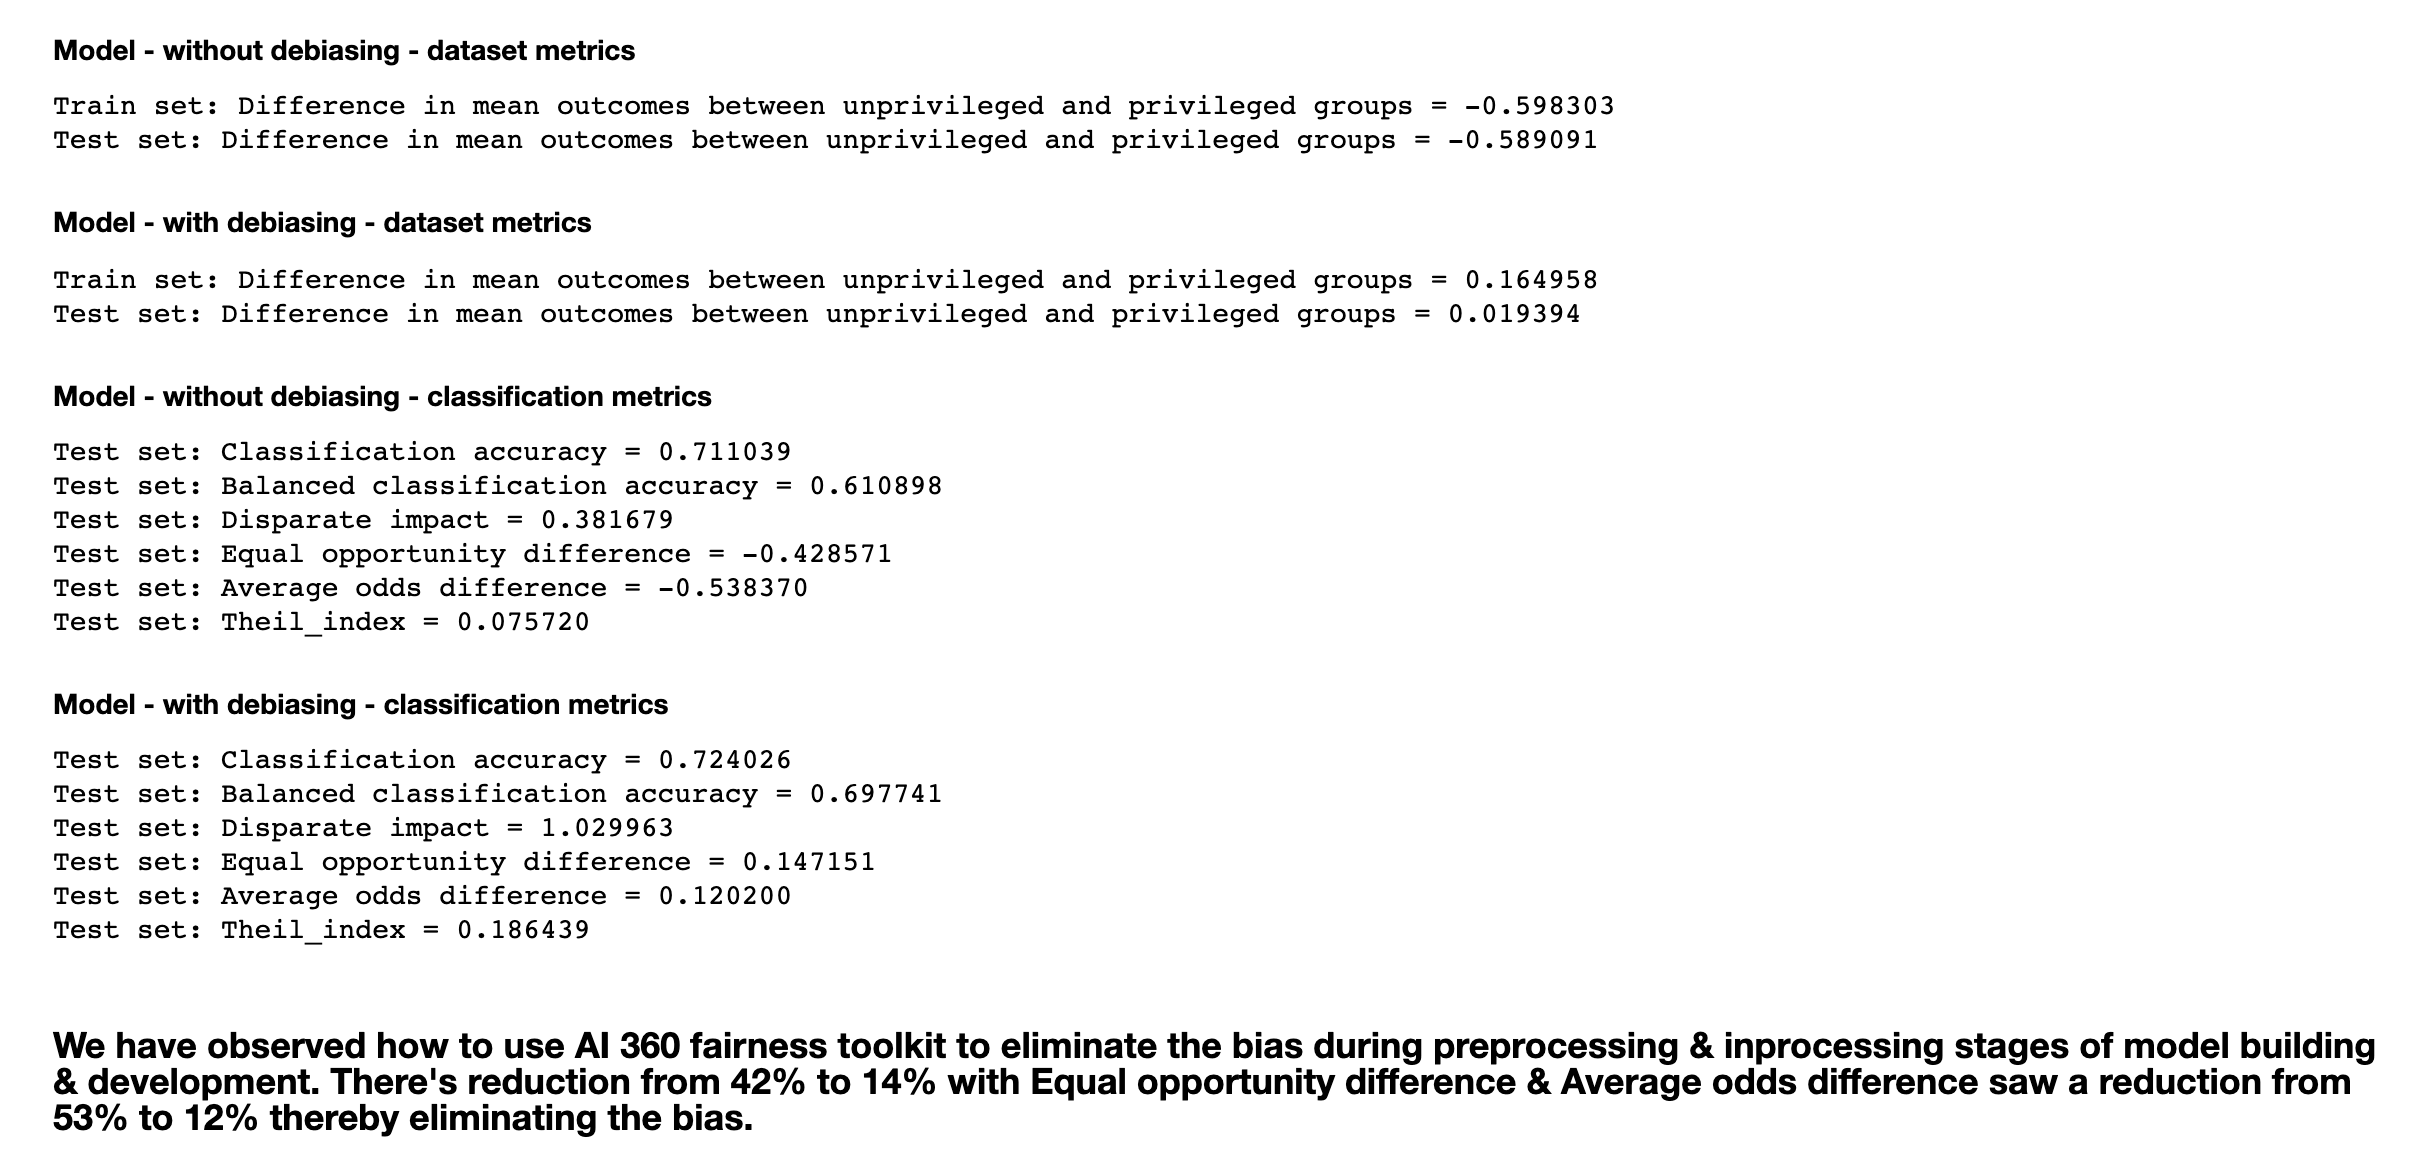 Model - without debiasing - dataset metrics
Train set: Difference in mean outcomes between unprivileged and privileged groups = -0.598303
Test set: Difference in mean outcomes between unprivileged and privileged groups = -0.589091
Model - with debiasing - dataset metrics
Train set: Difference in mean outcomes between unprivileged and privileged groups = 0.164958
Test set: Difference in mean outcomes between unprivileged and privileged groups = 0.019394
Model - without debiasing - classification metrics
Test set: Classification accuracy = 0.711039
Test set: Balanced classification accuracy = 0.610898
Test set: Disparate impact = 0.381679
Test set: Equal opportunity difference = -0.428571
Test set: Average odds difference = -0.538370
Test set: Theil_index = 0.075720
Model - with debiasing - classification metrics
Test set: Classification accuracy = 0.724026
Test set: Balanced classification accuracy = 0.697741
Test set: Disparate impact = 1.029963
Test set: Equal opportunity difference = 0.147151
Test set: Average odds difference = 0.120200
Test set: Theil_index = 0.186439
We have observed how to use AI 360 fairness toolkit to eliminate the bias during preprocessing & inprocessing stages of model building
& development. There's reduction from 42% to 14% with Equal opportunity difference & Average odds difference saw a reduction from
53% to 12% thereby eliminating the bias.